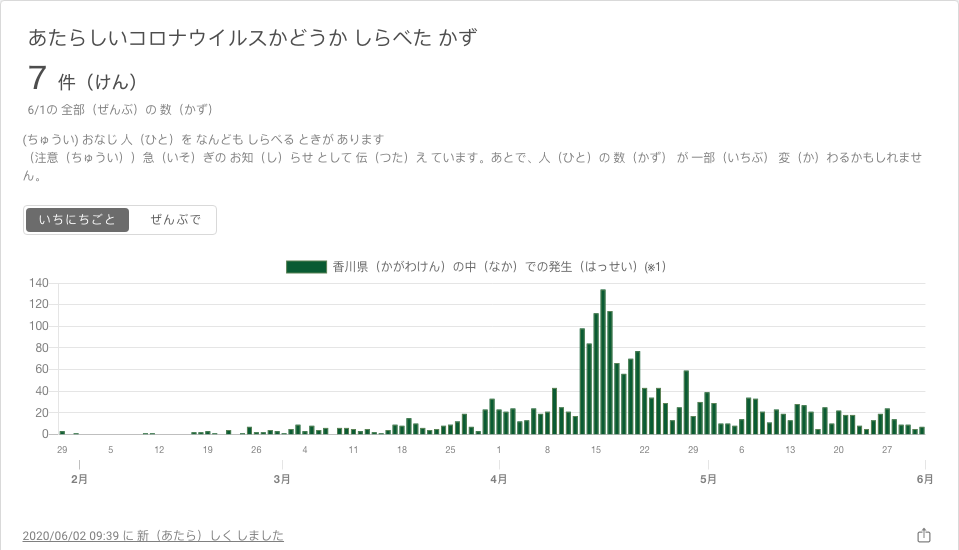 あたらしいコロナウイルスかどうか しらべた かず
7 件（けん）
6/1の 全部（ぜんぶ）の 数（かず）
(ちゅうい) おなじ 人（ひと）を なんども しらべる ときが あります
（注意（ちゅうい））急（いそ）ぎの お知（し）らせ として 伝（つた）え ています。あとで、人（ひと）の 数（かず） が 一部（いちぶ） 変（か）わるかもしれませ
ん。
いちにちごと ぜんぶで
香川県（かがわけん）の中（なか）での発生（はっせい）(※1)
140
120
100
80
60
40
20
0
29 5 12 19 26 4 11 18 25 1 8 15 22 29 6 13 20 27
2月 3月 4月 5月 6月
2020/06/02 09:39 に 新（あたら）しく しました